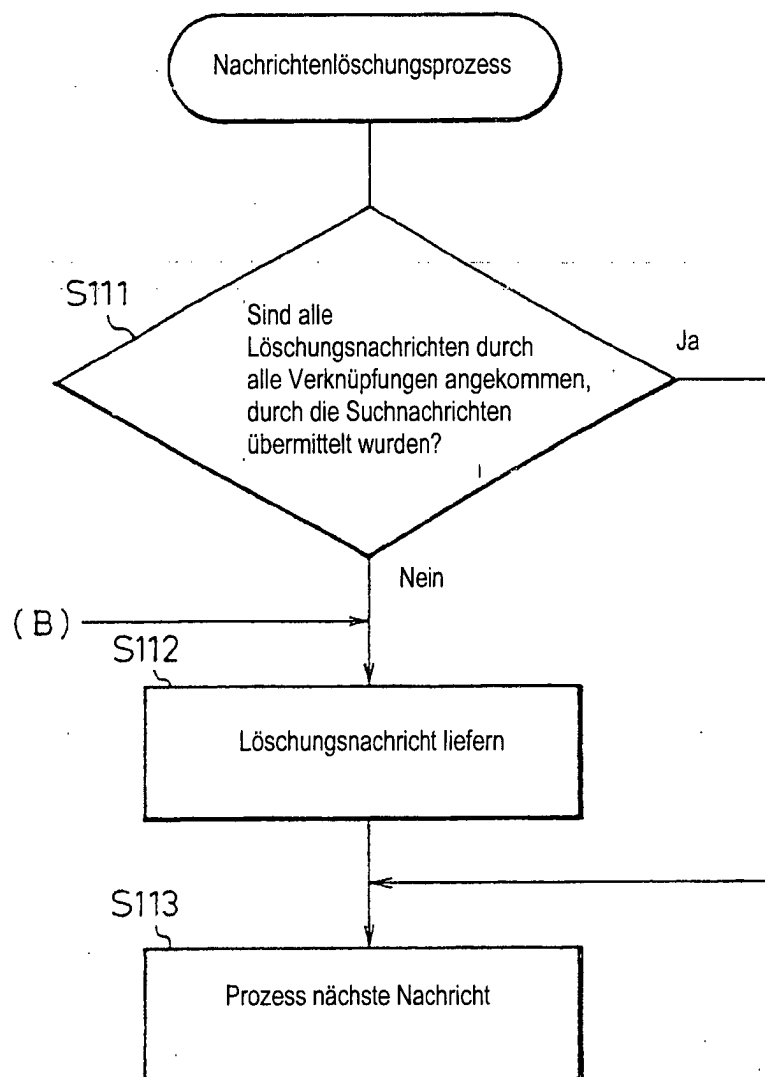 Nachrichtenlöschungsprozess
S111
Sind alle
Löschungsnachrichten durch
alle Verknüpfungen angekommen,
durch die Suchnachrichten
übermittelt wurden?
Ja
Nein
(B)
S112
Löschungsnachricht liefern
S113
Prozess nächste Nachricht